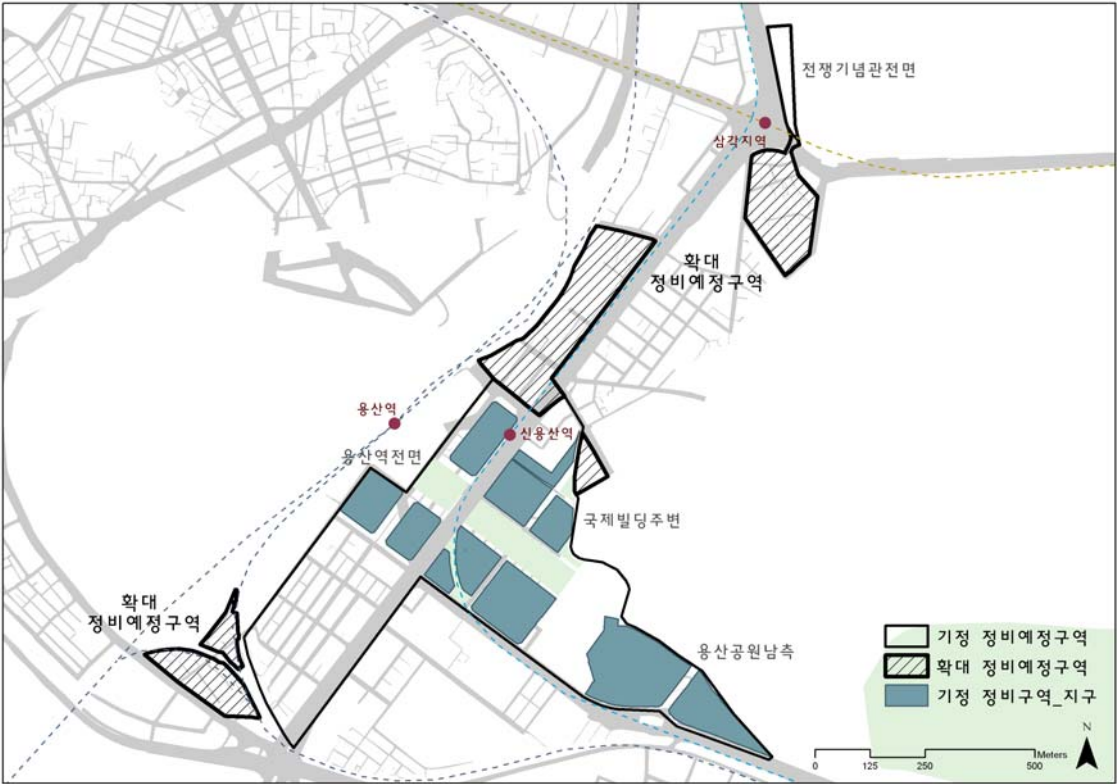 전쟁기념관전면
삼각지역
확대
정비예정구역
용산역
신용산역
용산역전면
국제빌딩주변
확대
정비예정구역
용산공원남측
기정 정비예정구역
확대 정비예정구역
기정 정비구역_지구
N
Meters
0 125 250 500